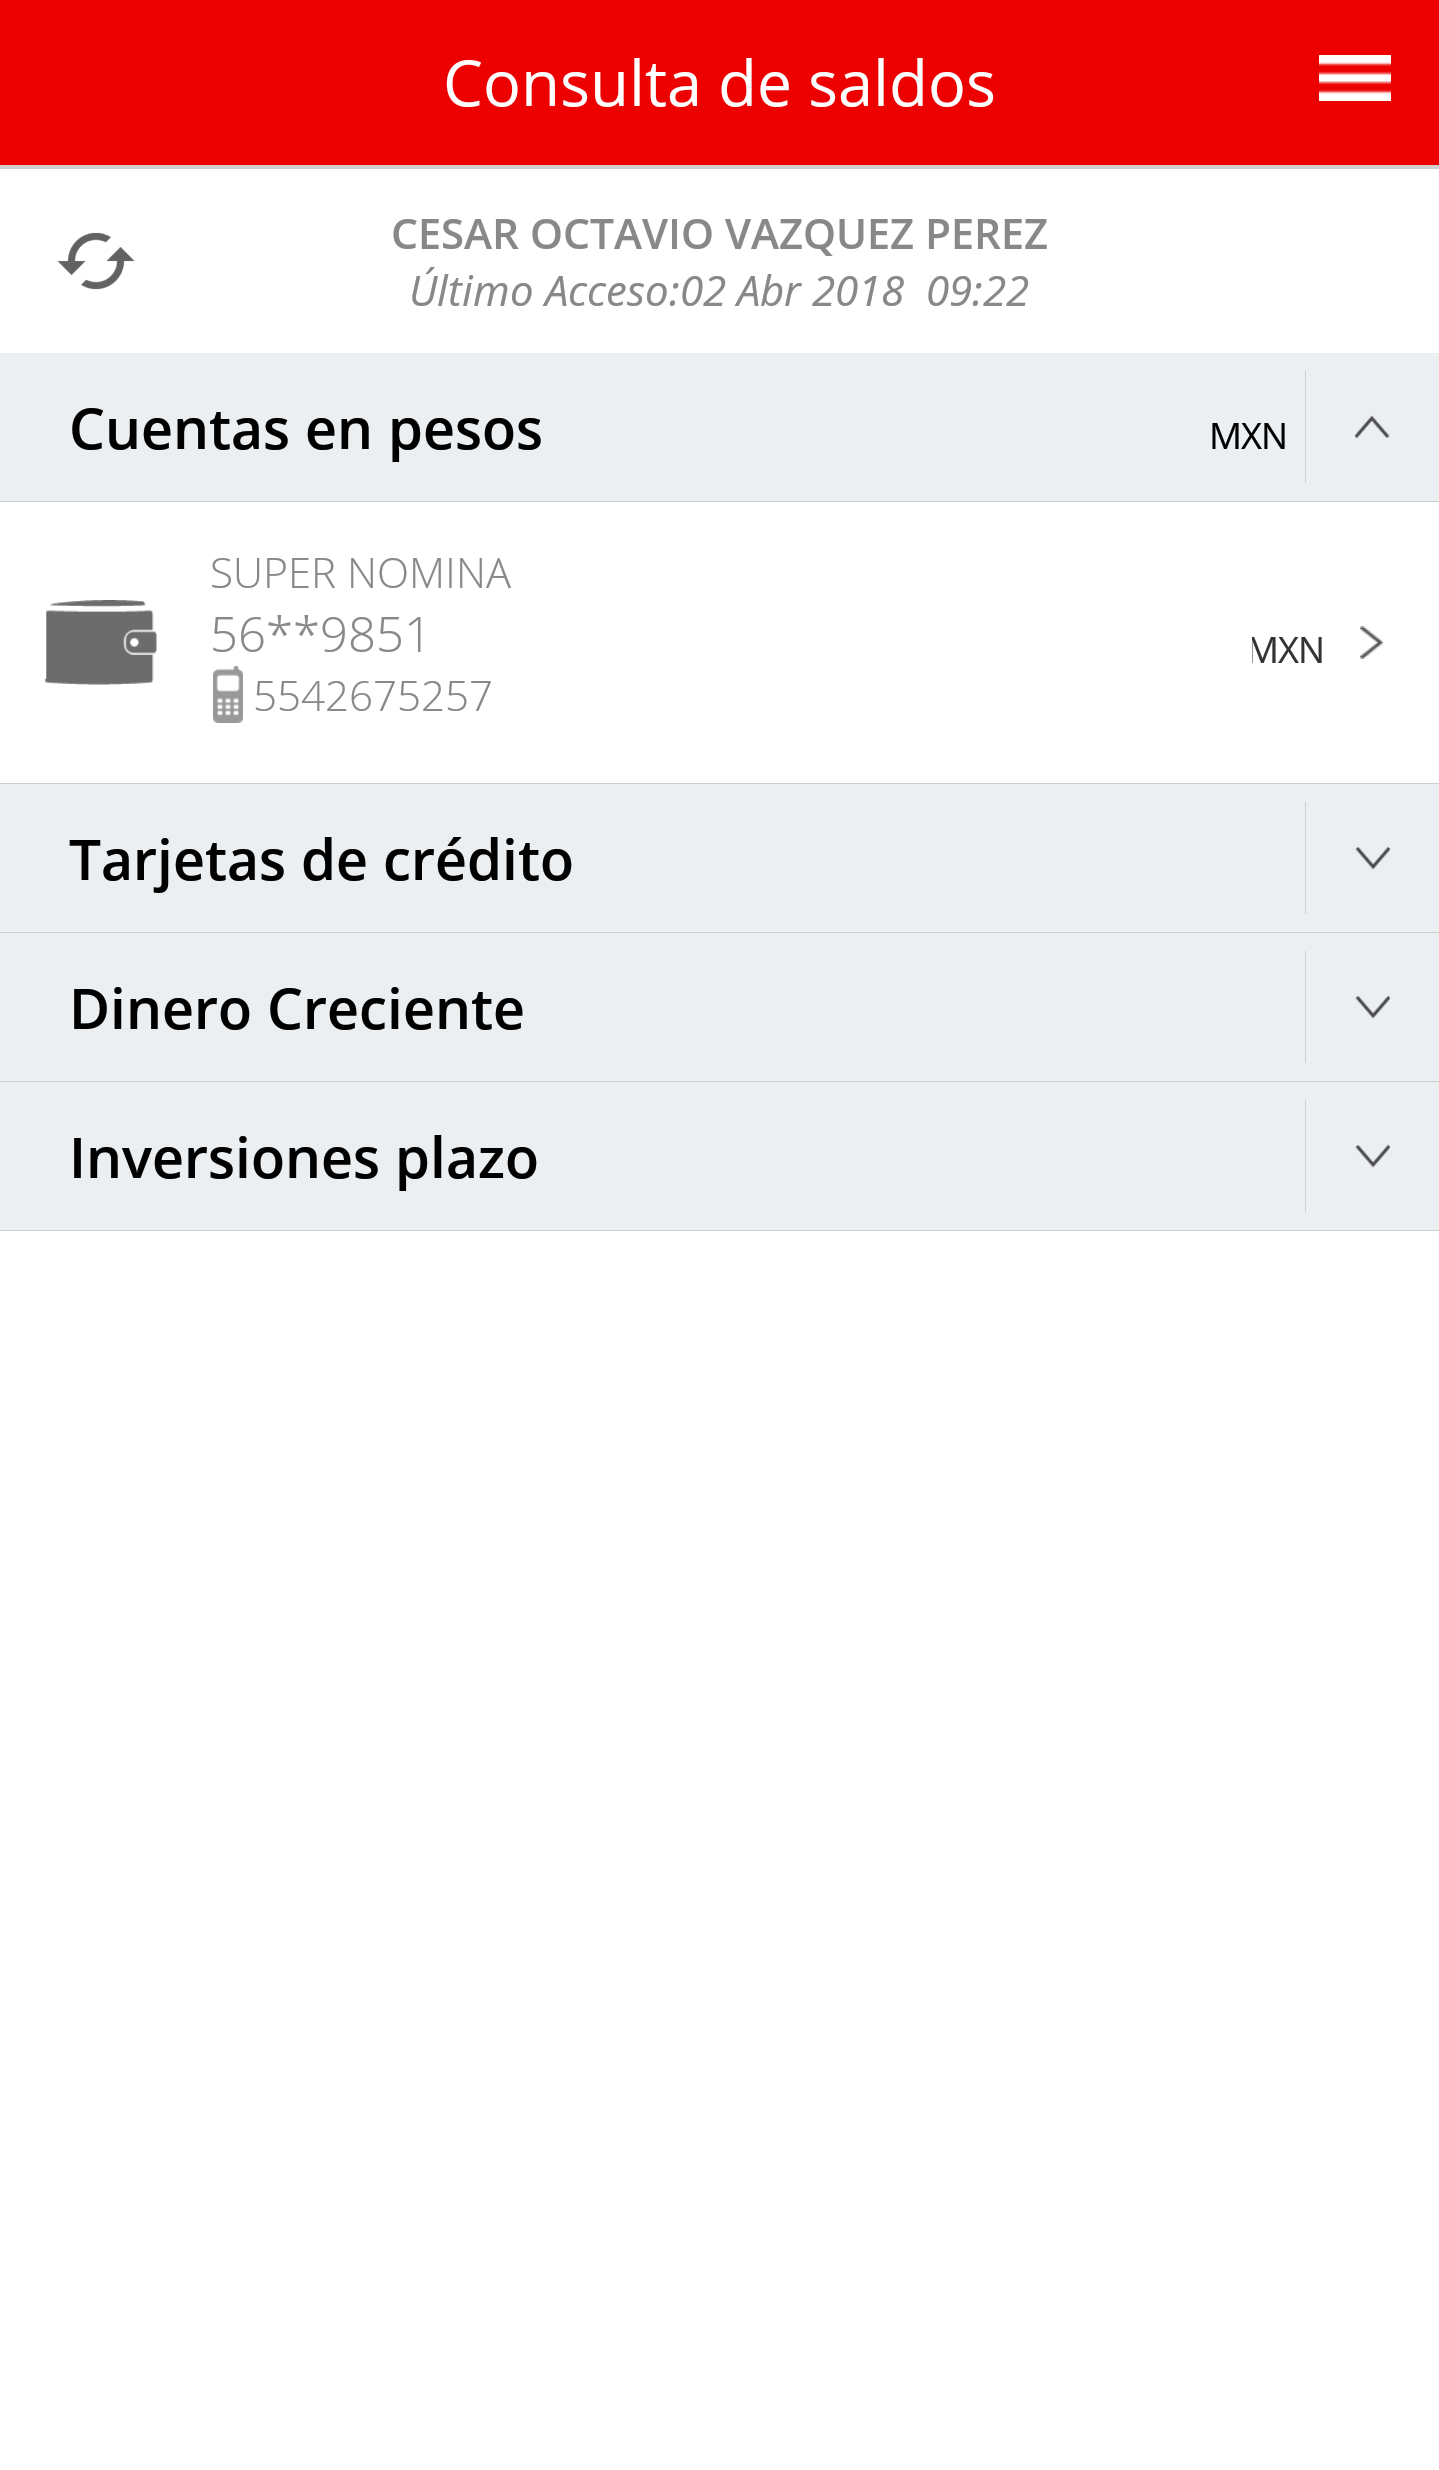 Consulta de saldos
CESAR OCTAVIO VAZQUEZ PEREZ
Último Acceso:02 Abr 2018  09:22
Cuentas en pesos MXN
SUPER NOMINA
56**9851
MXN
5542675257
Tarjetas de crédito
Dinero Creciente
Inversiones plazo